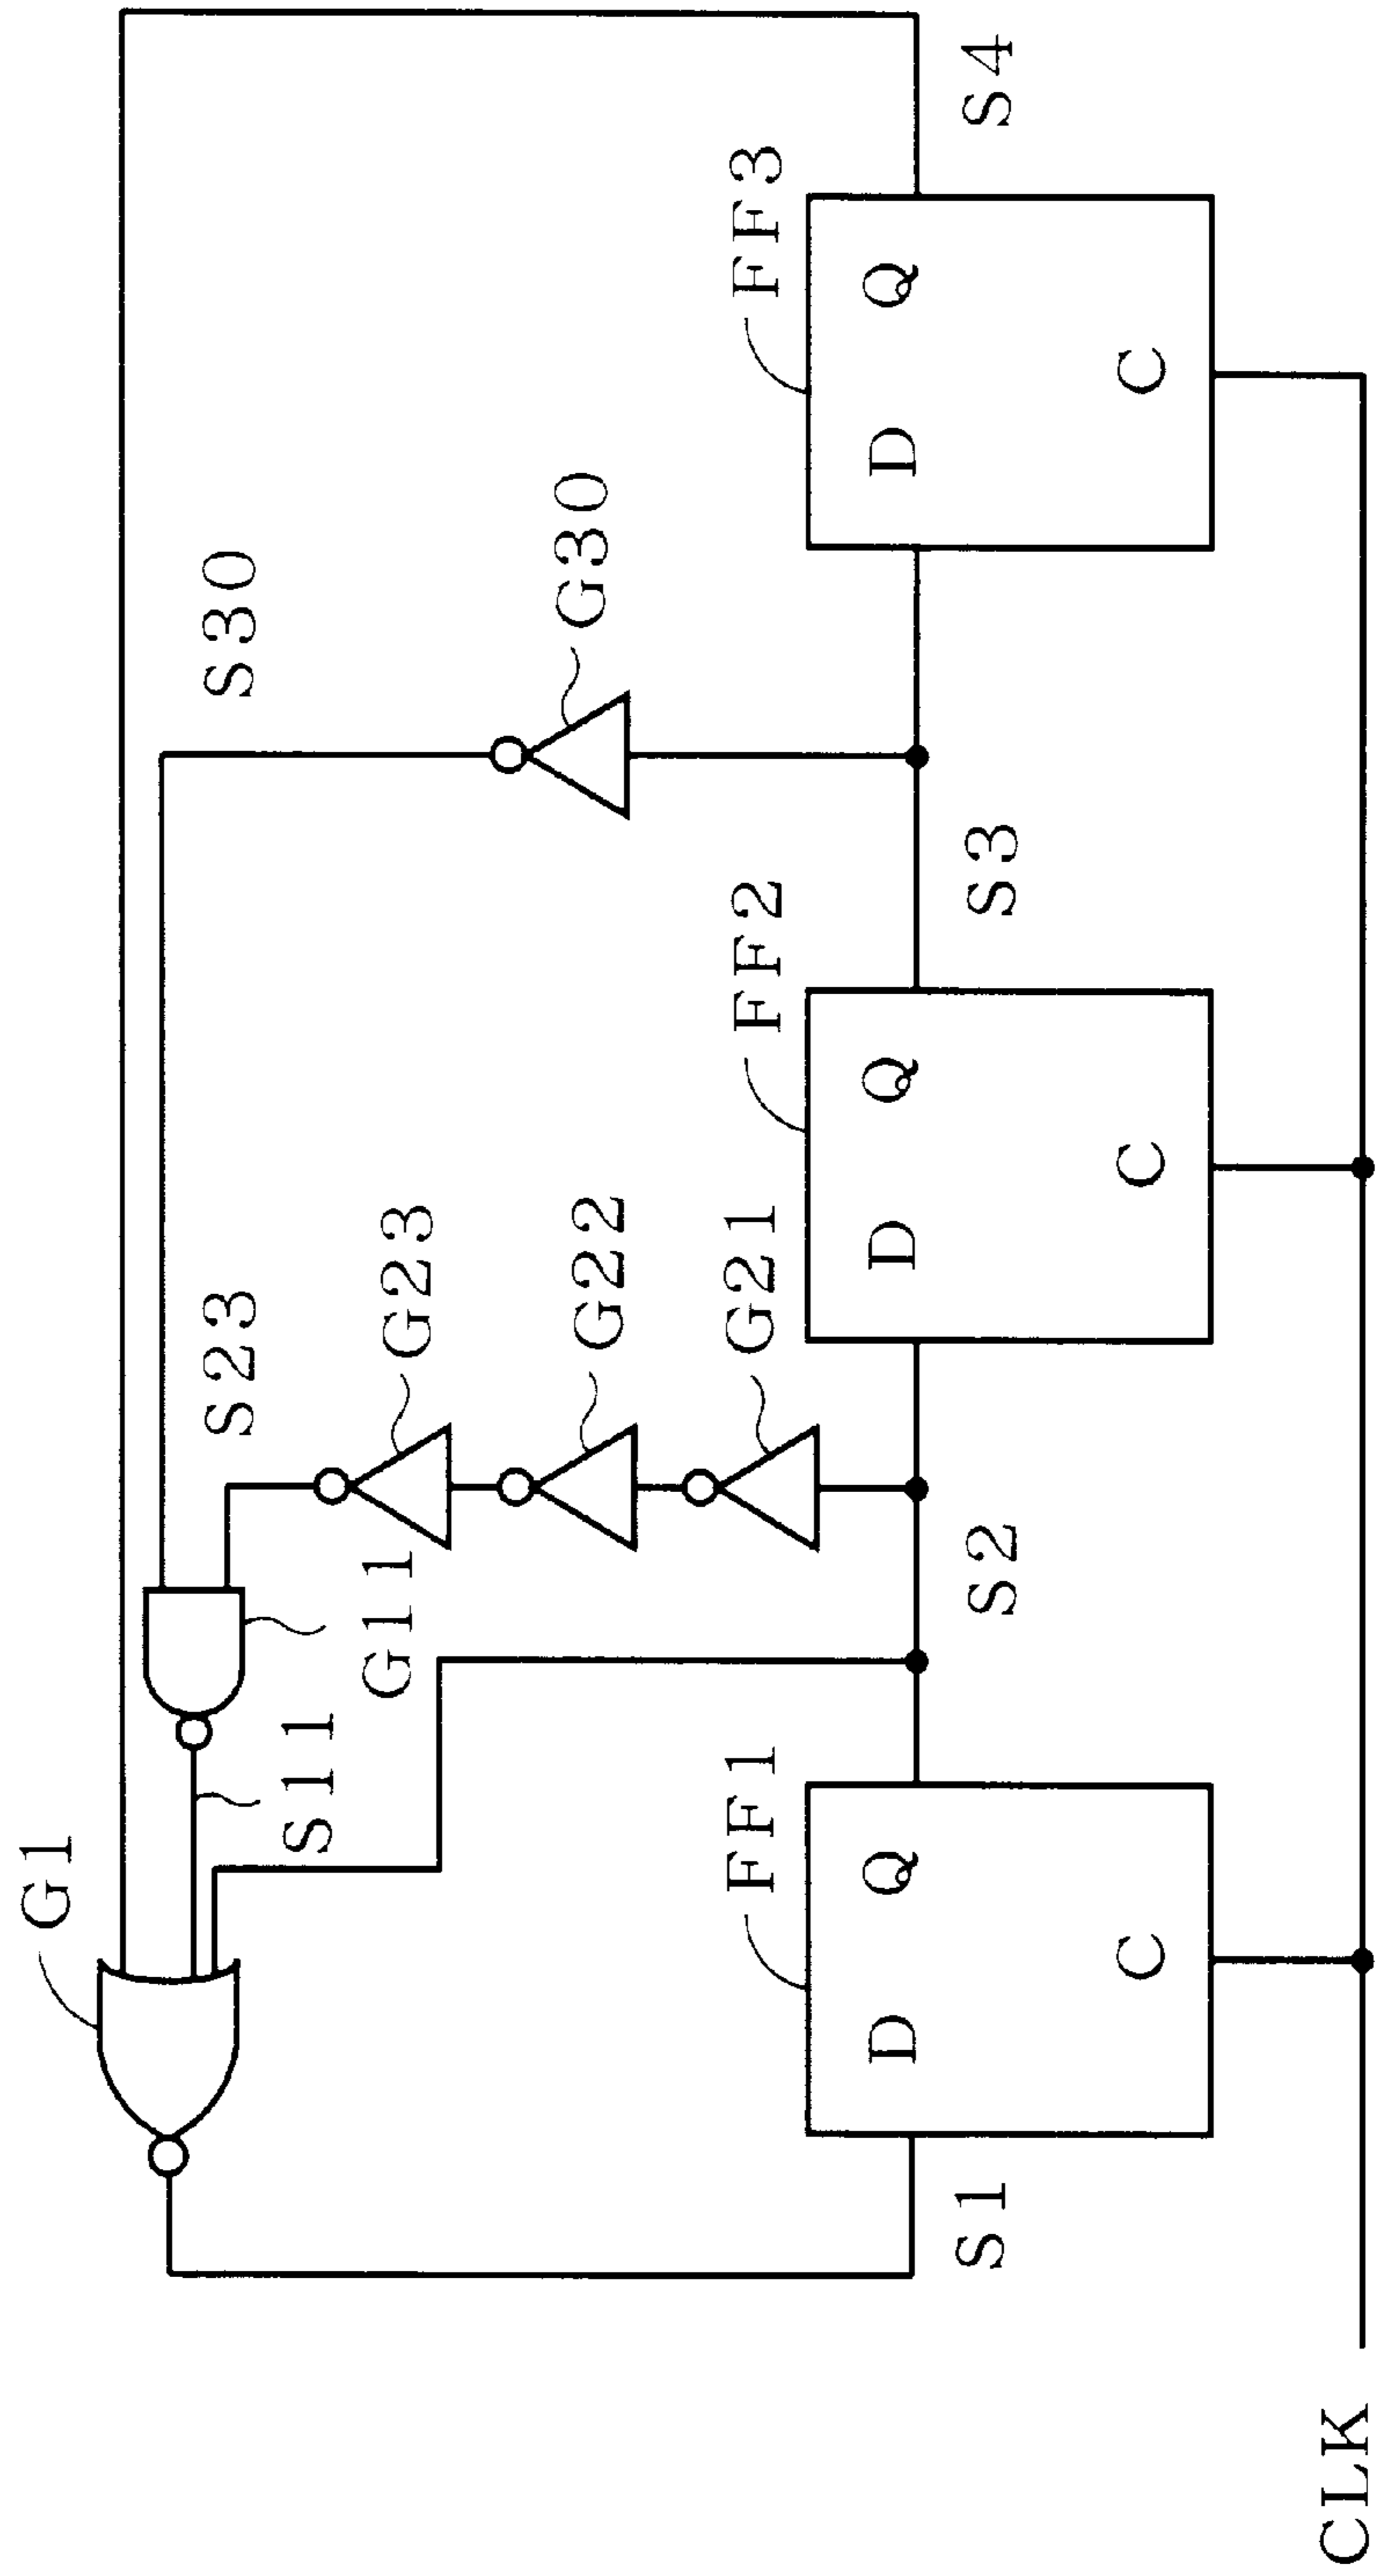 G1
S11
G11
S23
S30
G23
G22
G21
G30
FF1
D
Q
C
FF2
D
Q
C
FF3
D
Q
C
S1
S2
S3
S4
CLK